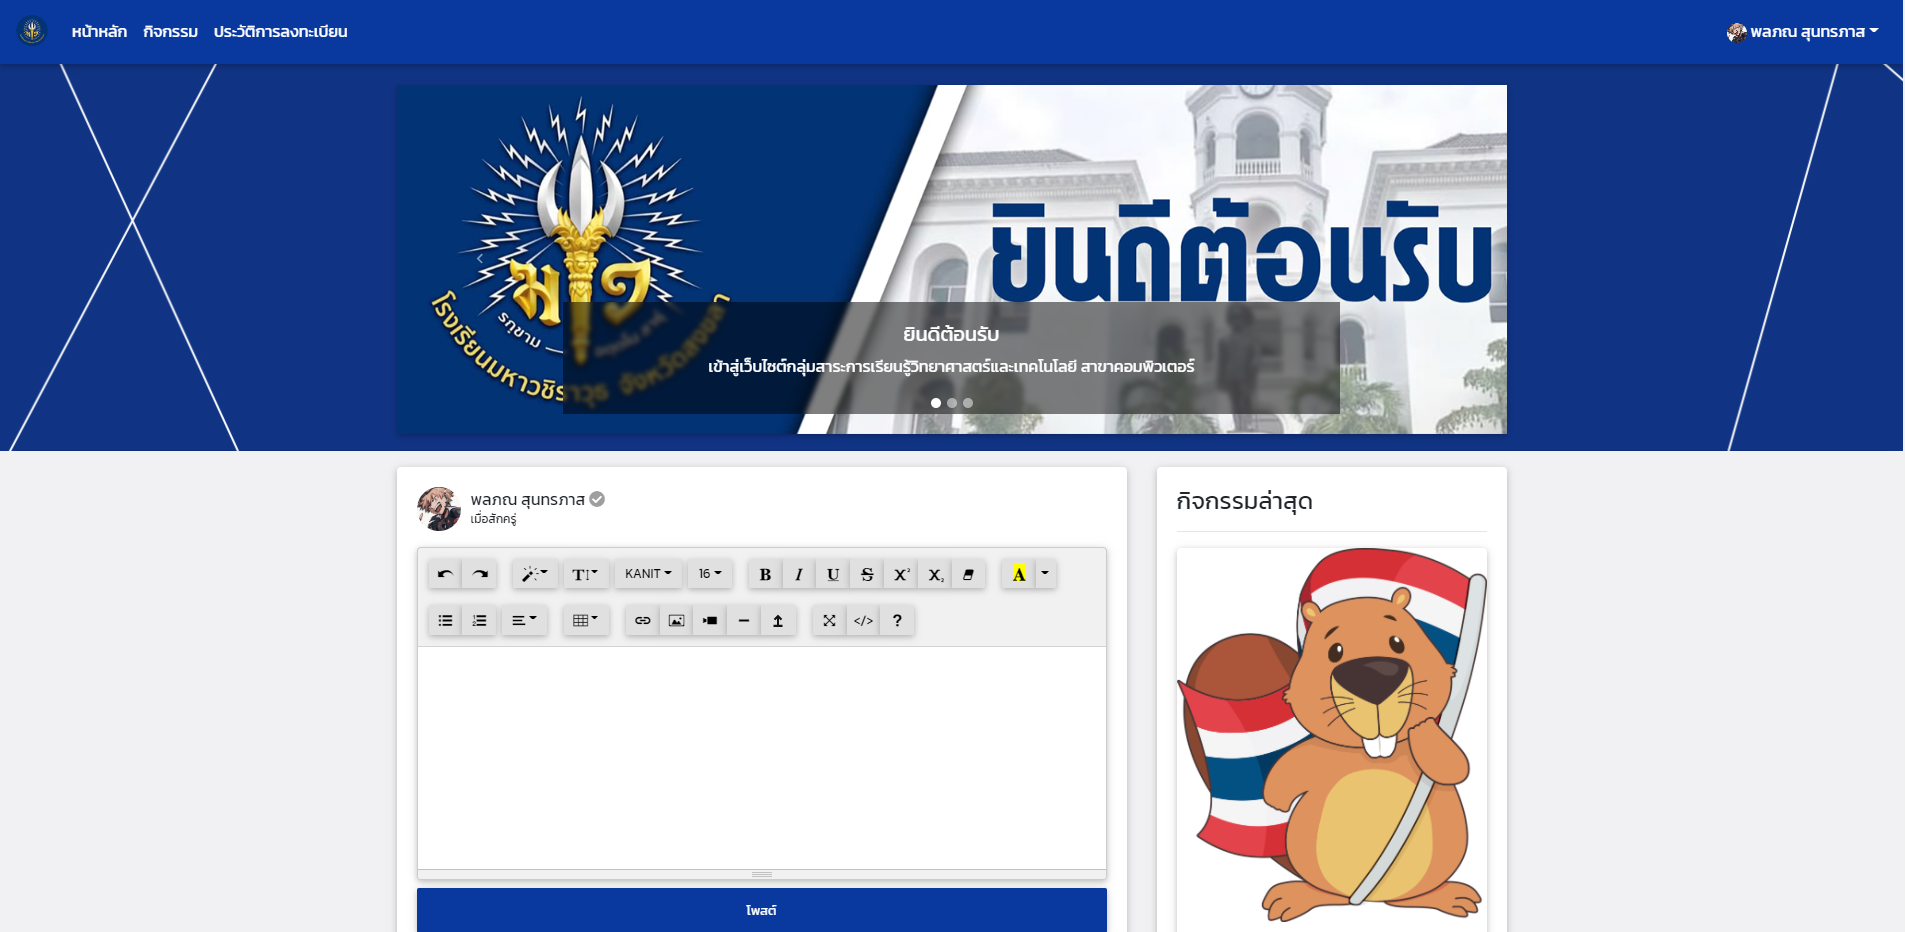 หน้าหลัก กิจกรรม ประวัติการลงทะเบียน
พลภณ สุนทรภาส
ยินดีต้อนรับ
ม ว
รกฺขาม
โรงเรียนมหาวชิราวุธ จังหวัดสงขลา
ยินดีต้อนรับ
เข้าสู่เว็บไซต์กลุ่มสาระการเรียนรู้วิทยาศาสตร์และเทคโนโลยี สาขาคอมพิวเตอร์
พลภณ สุนทรภาส
เมื่อสักครู่
KANIT 16 B I U S X² X₂ A
</> ?
โพสต์
กิจกรรมล่าสุด